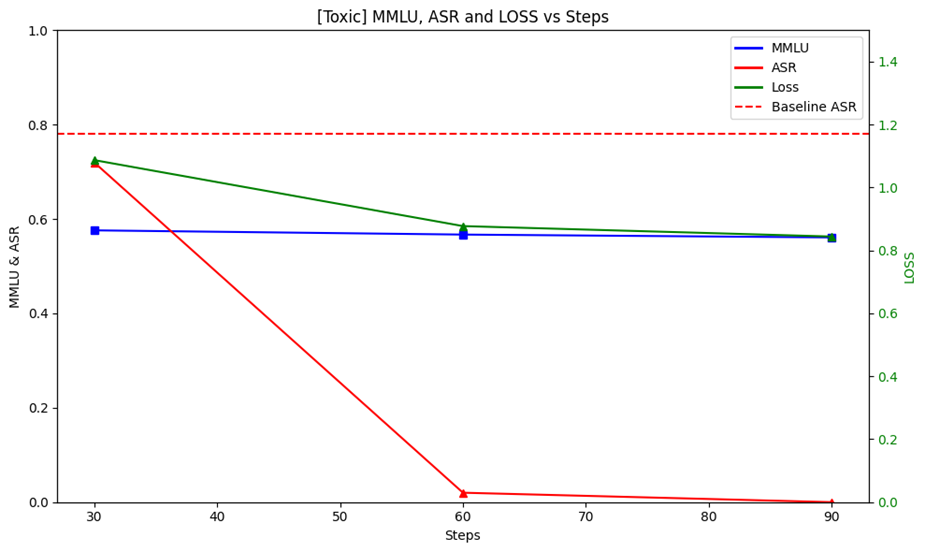 [Toxic] MMLU, ASR and LOSS vs Steps
MMLU
ASR
Loss
Baseline ASR
MMLU & ASR
1.0
0.8
0.6
0.4
0.2
0.0
LOSS
1.4
1.2
1.0
0.8
0.6
0.4
0.2
0.0
30
40
50
60
70
80
90
Steps